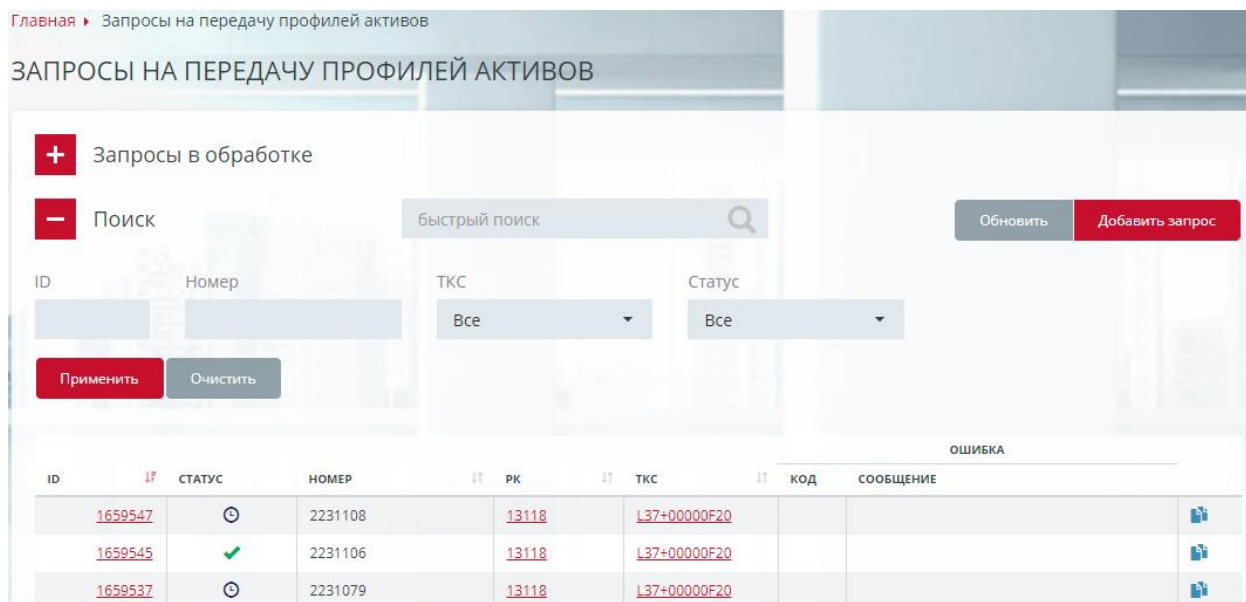 Главная Запросы на передачу профилей активов
ЗАПРОСЫ НА ПЕРЕДАЧУ ПРОФИЛЕЙ АКТИВОВ
Запросы в обработке
Поиск быстрый поиск Обновить Добавить запрос
ID Номер ТКС Статус
Все Все
Применить Очистить
ОШИБКА
ID СТАТУС НОМЕР РК ТКС КОД СООБЩЕНИЕ
1659547 2231108 13118 L37+00000F20
1659545 2231106 13118 L37+00000F20
1659537 2231079 13118 L37+00000F20